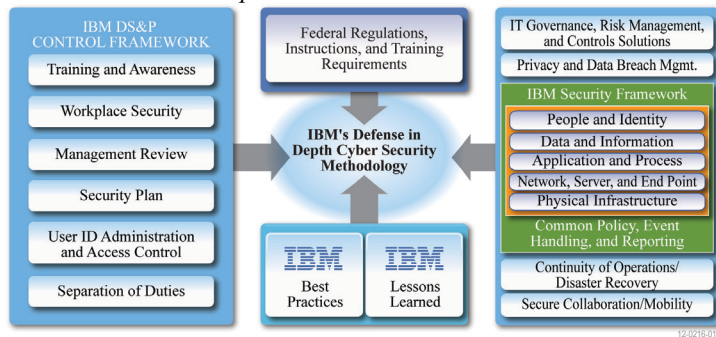 IBM DS&P
CONTROL FRAMEWORK
Training and Awareness
Workplace Security
Management Review
Security Plan
User ID Administration
and Access Control
Separation of Duties
Federal Regulations,
Instructions, and Training
Requirements
IBM's Defense in
Depth Cyber Security
Methodology
IBM
Best
Practices
IBM
Lessons
Learned
IT Governance, Risk Management,
and Controls Solutions
Privacy and Data Breach Mgmt.
IBM Security Framework
People and Identity
Data and Information
Application and Process
Network, Server, and End Point
Physical Infrastructure
Common Policy, Event
Handling, and Reporting
Continuity of Operations/
Disaster Recovery
Secure Collaboration/Mobility
12-0216-01